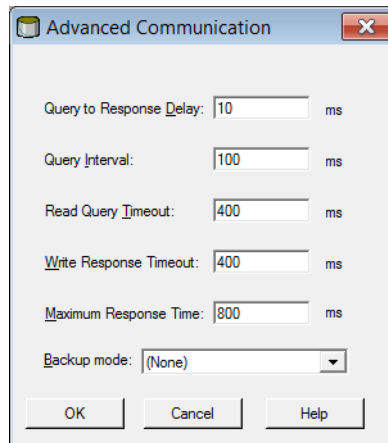 Advanced Communication
Query to Response Delay: 10 ms
Query Interval: 100 ms
Read Query Timeout: 400 ms
Write Response Timeout: 400 ms
Maximum Response Time: 800 ms
Backup mode: (None)
OK Cancel Help